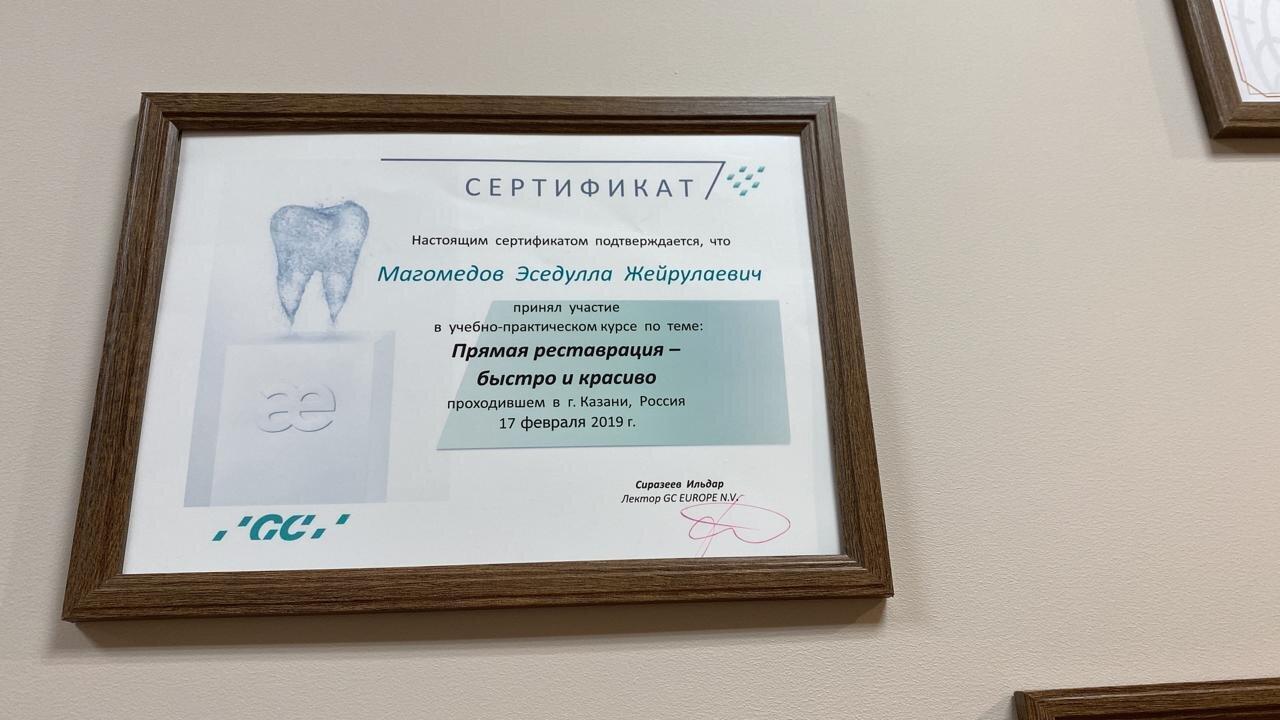 СЕРТИФИКАТ
Настоящим сертификатом подтверждается, что
Магомедов Эседулла Жейрулаевич
принял участие
в учебно-практическом курсе по теме:
Прямая реставрация –
быстро и красиво
проходившем в г. Казани, Россия
17 февраля 2019 г.
æ
Сиразеев Ильдар
Лектор GC EUROPE N.V.
GC